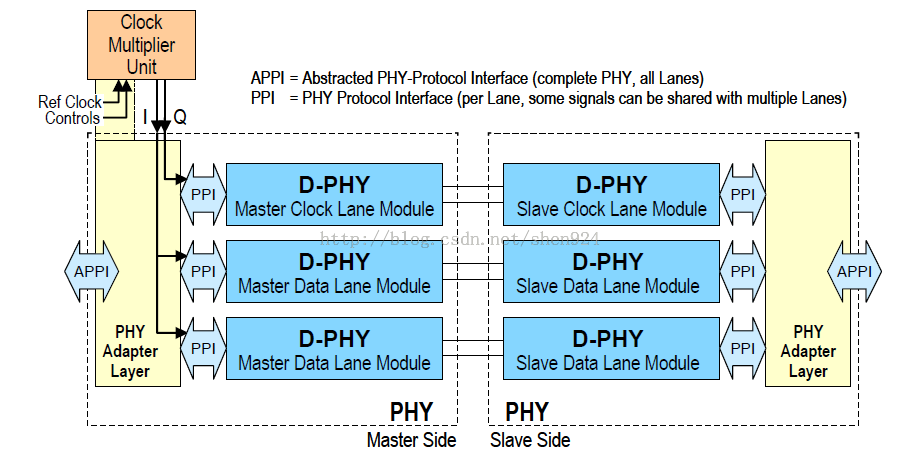 Clock
Multiplier
Unit
APPI = Abstracted PHY-Protocol Interface (complete PHY, all Lanes)
PPI = PHY Protocol Interface (per Lane, some signals can be shared with multiple Lanes)
Ref Clock
Controls
I
Q
PPI
D-PHY
Master Clock Lane Module
D-PHY
Slave Clock Lane Module
PPI
http://blog.csdn.net/shen924
APPI
PPI
D-PHY
Master Data Lane Module
D-PHY
Slave Data Lane Module
PPI
APPI
PHY
Adapter
Layer
PPI
D-PHY
Master Data Lane Module
D-PHY
Slave Data Lane Module
PPI
PHY
Adapter
Layer
PHY
Master Side
PHY
Slave Side